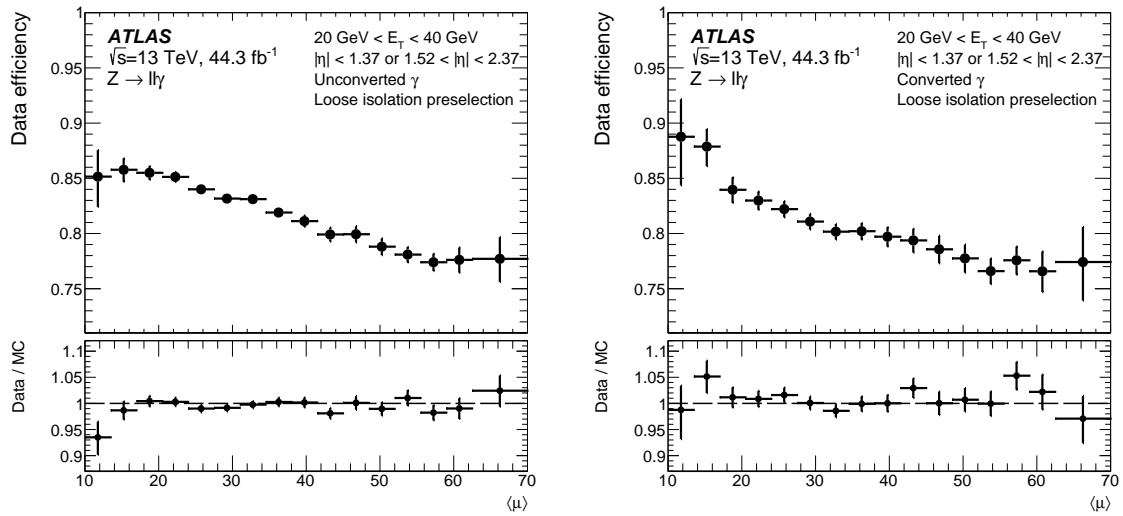 Data efficiency
1
0.95
0.9
0.85
0.8
0.75
ATLAS
√s=13 TeV, 44.3 fb⁻¹
Z → llγ
20 GeV < E_T < 40 GeV
|η| < 1.37 or 1.52 < |η| < 2.37
Unconverted γ
Loose isolation preselection
Data / MC
1.1
1.05
1
0.95
0.9
10 20 30 40 50 60 70
⟨μ⟩
Data efficiency
1
0.95
0.9
0.85
0.8
0.75
ATLAS
√s=13 TeV, 44.3 fb⁻¹
Z → llγ
20 GeV < E_T < 40 GeV
|η| < 1.37 or 1.52 < |η| < 2.37
Converted γ
Loose isolation preselection
Data / MC
1.1
1.05
1
0.95
0.9
10 20 30 40 50 60 70
⟨μ⟩